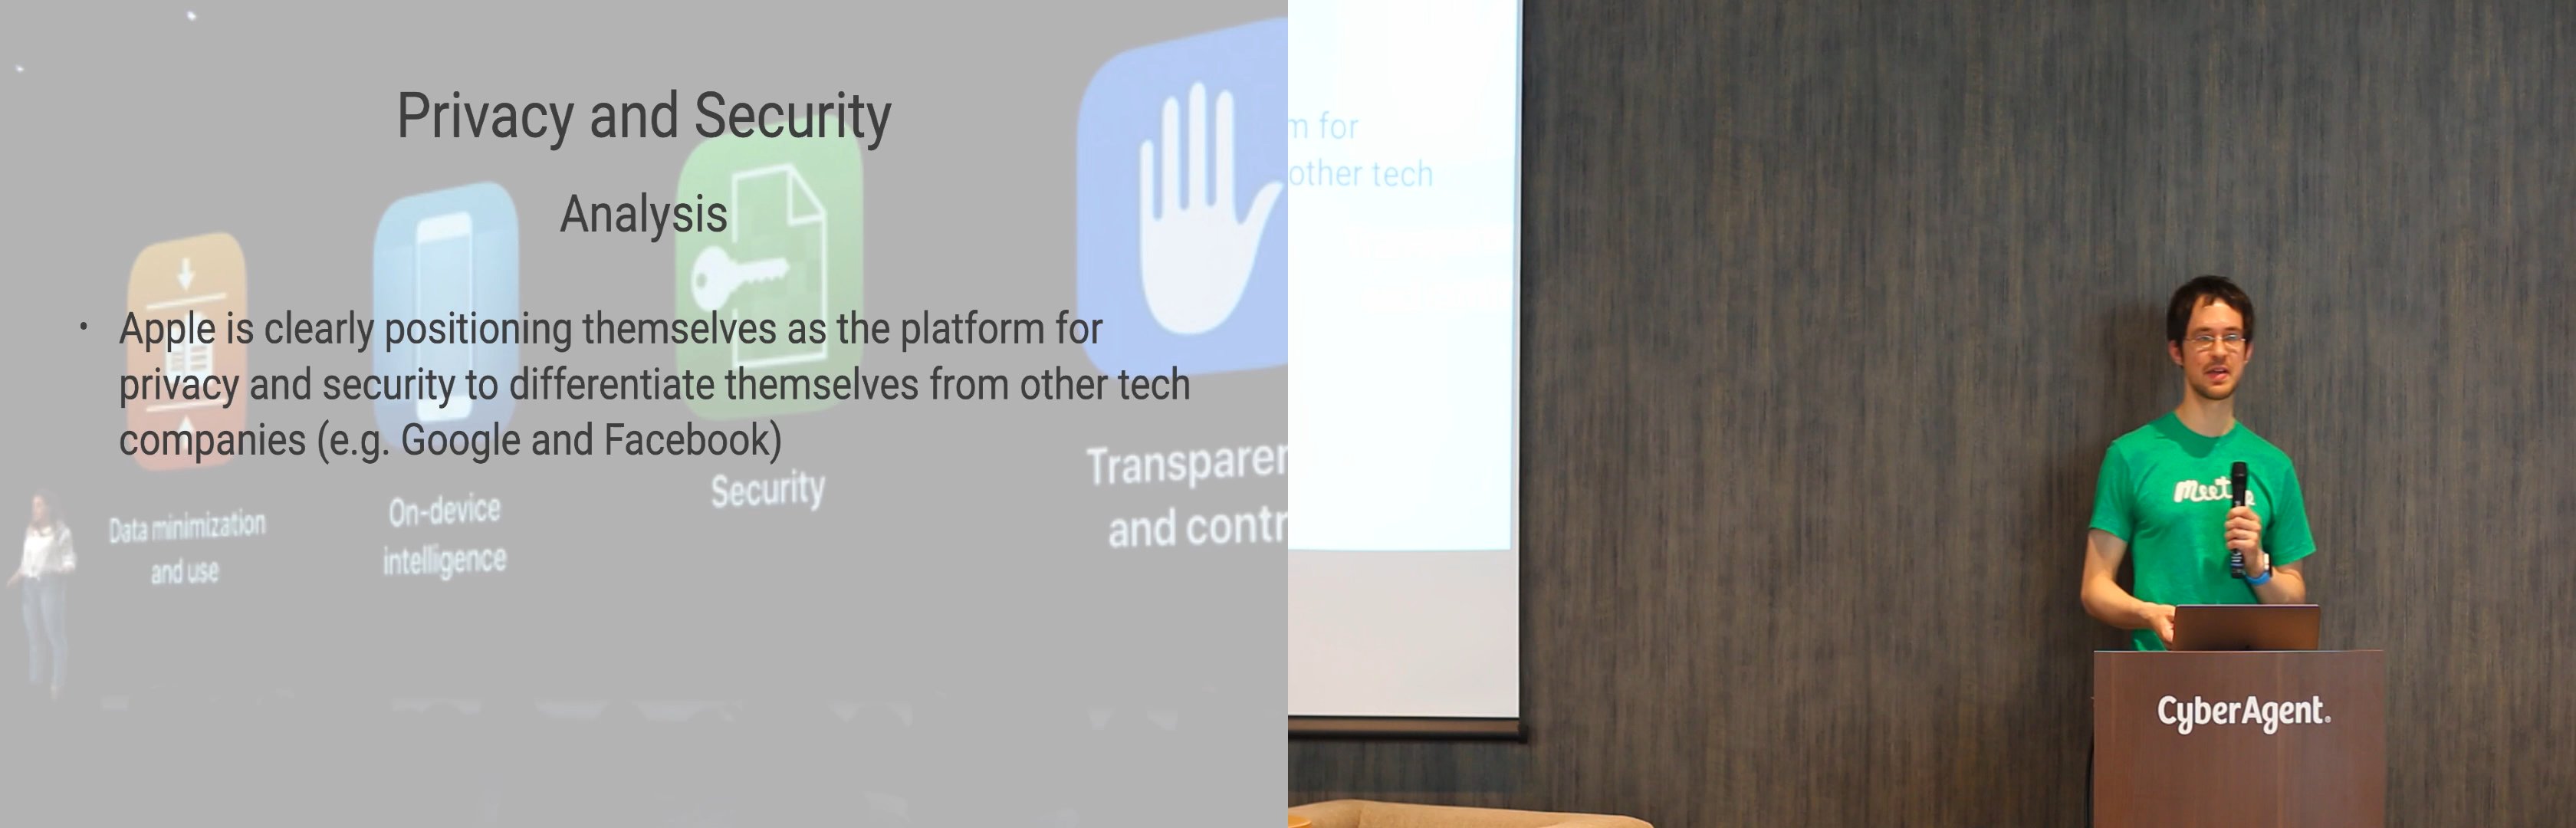 Privacy and Security
Analysis
• Apple is clearly positioning themselves as the platform for
privacy and security to differentiate themselves from other tech
companies (e.g. Google and Facebook)
Data minimization
and use
On-device
intelligence
Security
Transparen
and contr
m for
other tech
Meetup
CyberAgent.